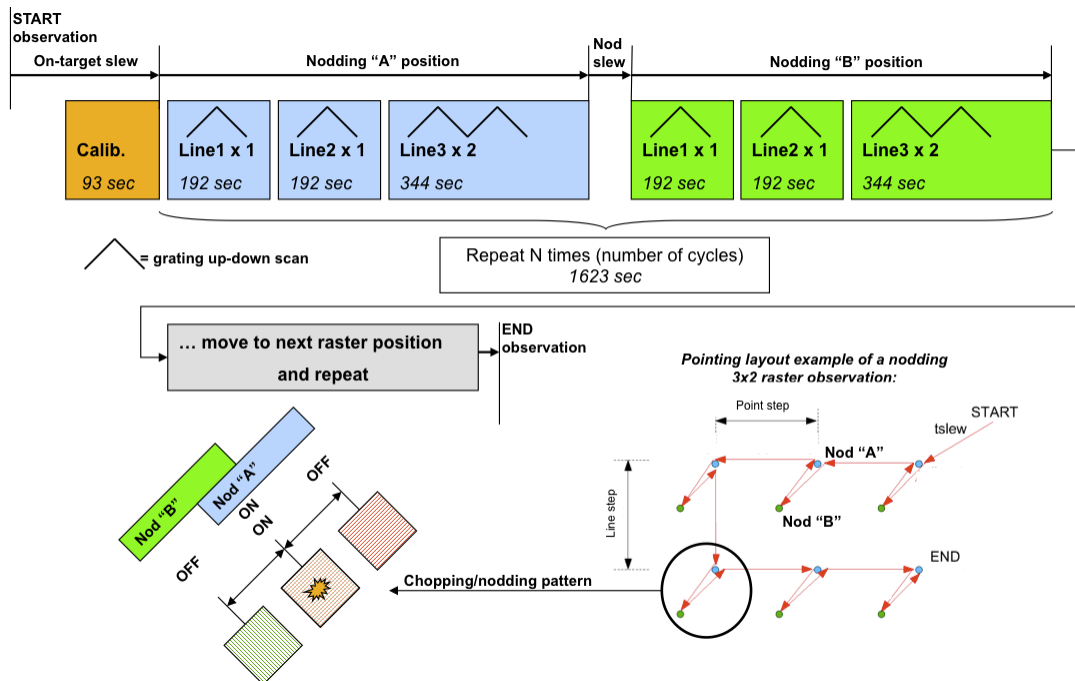 START
observation
On-target slew
Nodding “A” position
Nod
slew
Nodding “B” position
Calib.
93 sec
Line1 x 1
192 sec
Line2 x 1
192 sec
Line3 x 2
344 sec
Line1 x 1
192 sec
Line2 x 1
192 sec
Line3 x 2
344 sec
= grating up-down scan
Repeat N times (number of cycles)
1623 sec
… move to next raster position
and repeat
END
observation
Pointing layout example of a nodding
3x2 raster observation:
Point step
START
tslew
Nod “A”
Line step
Nod “B”
END
Nod “B”
Nod “A”
ON
ON
OFF
OFF
Chopping/nodding pattern